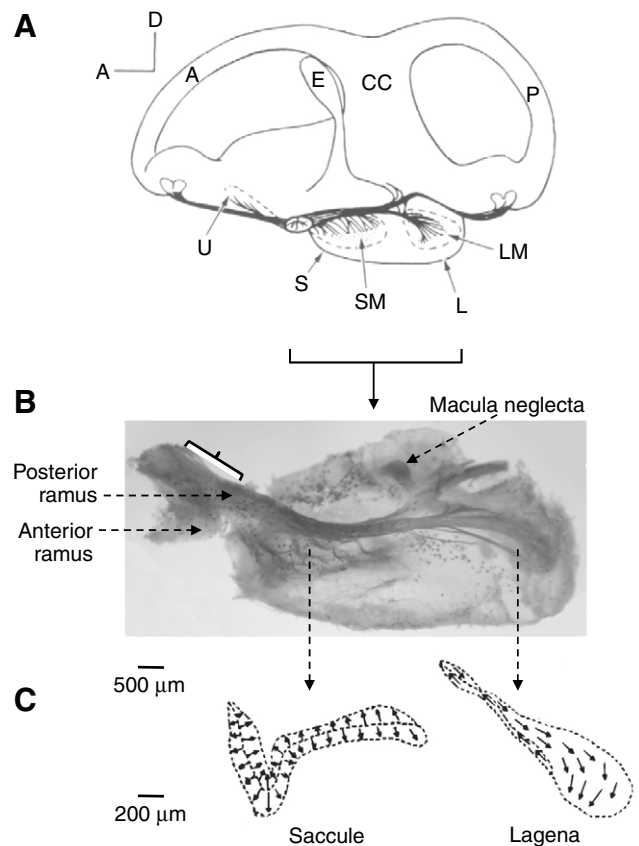 A
D
A
A
E
CC
P
U
S
SM
L
LM
B
Macula neglecta
Posterior
ramus
Anterior
ramus
500 µm
C
200 µm
Saccule
Lagena